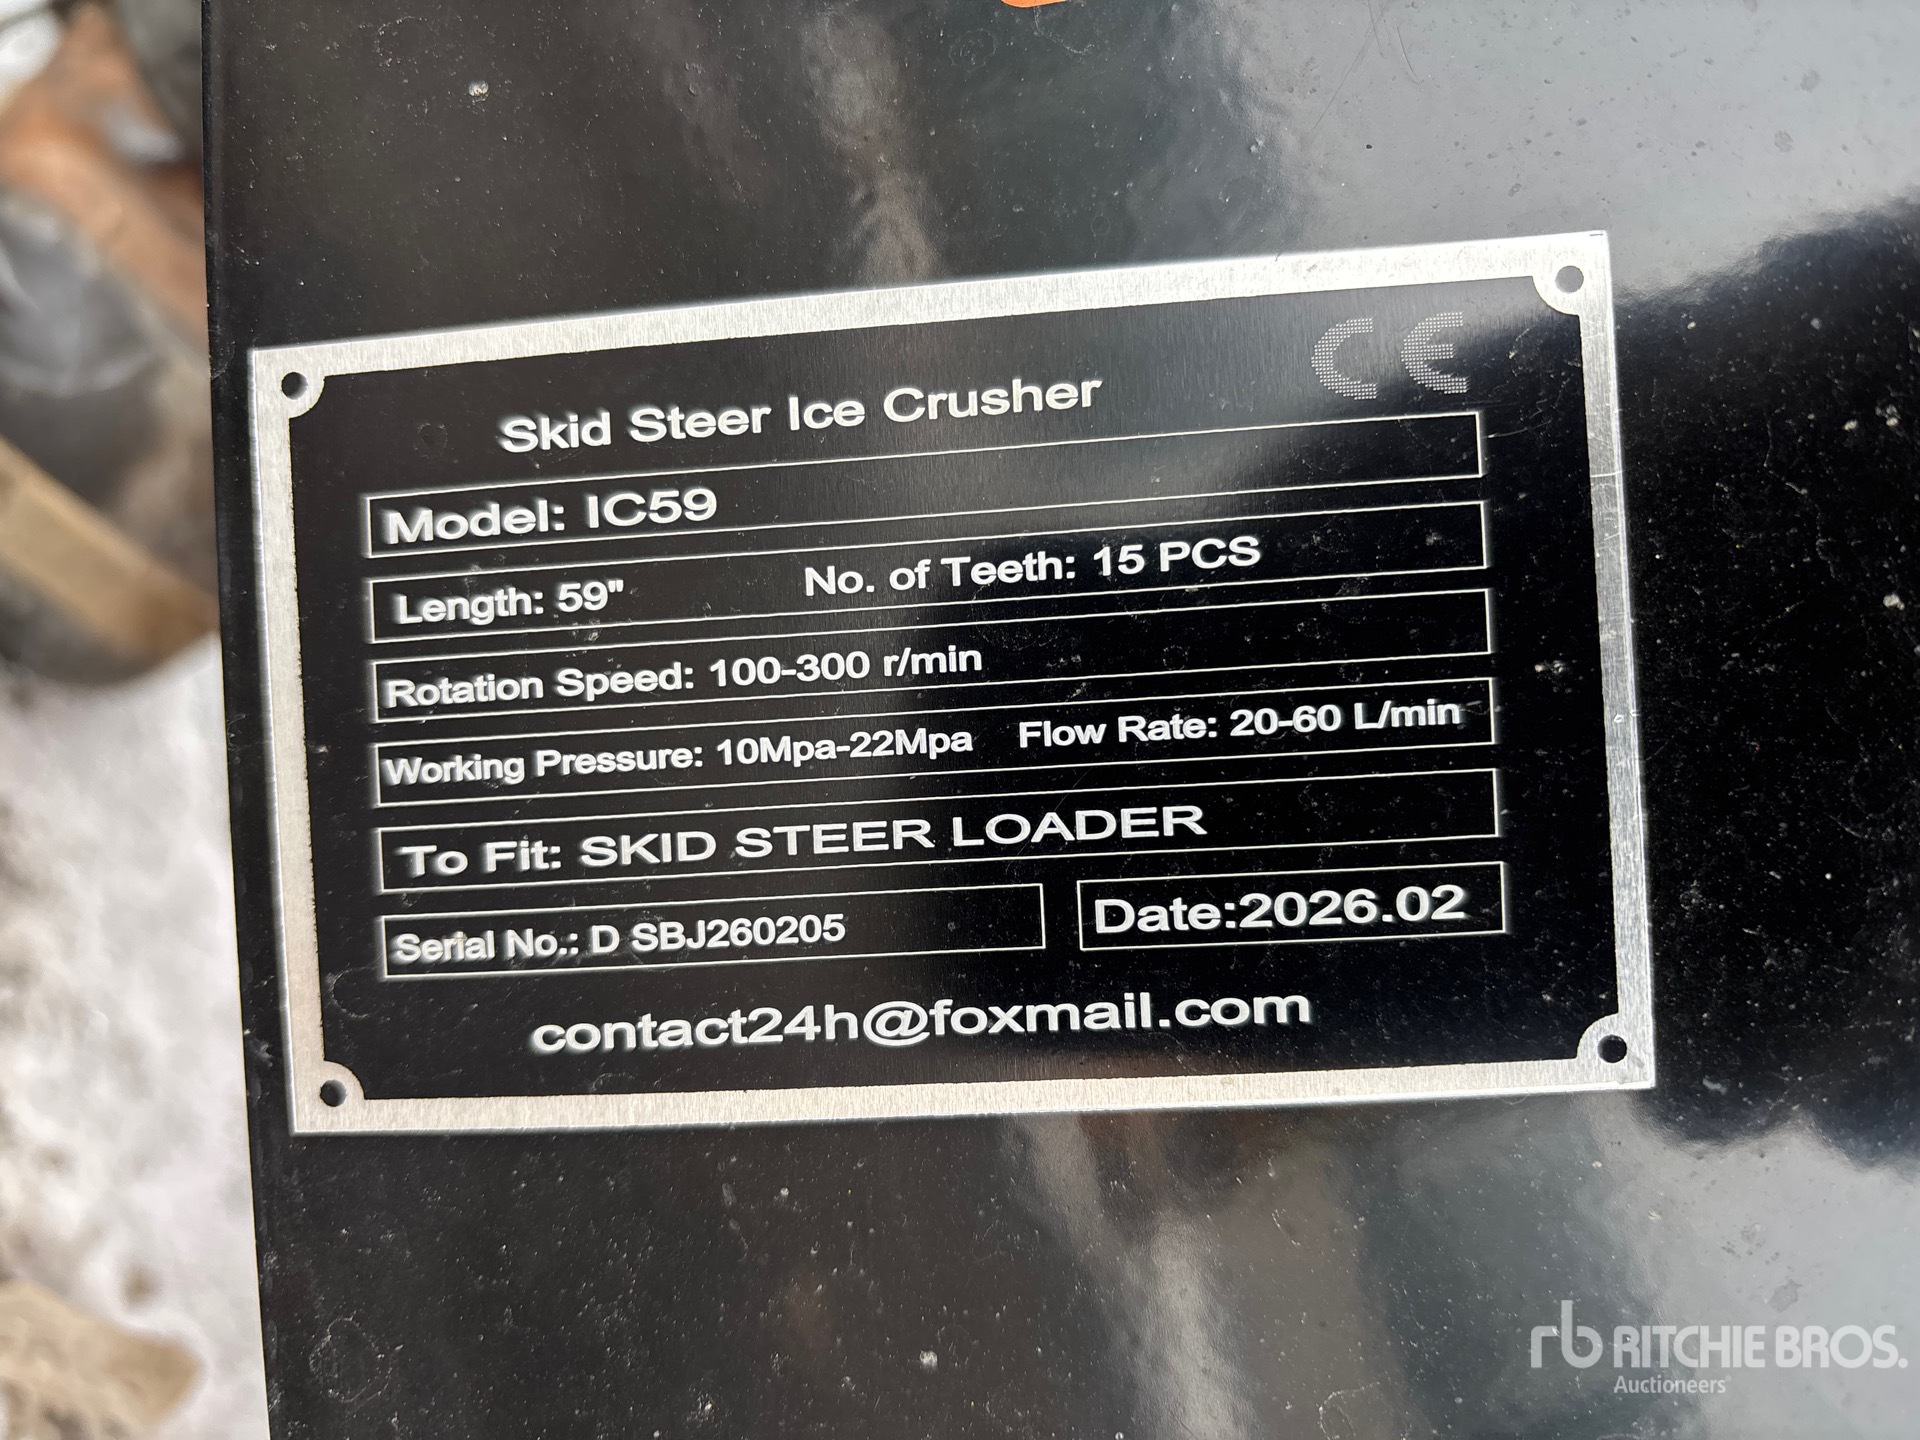 CE
Skid Steer Ice Crusher
Model: IC59
Length: 59" No. of Teeth: 15 PCS
Rotation Speed: 100-300 r/min
Working Pressure: 10Mpa-22Mpa Flow Rate: 20-60 L/min
To Fit: SKID STEER LOADER
Serial No.: D SBJ260205 Date:2026.02
contact24h@foxmail.com
rb RITCHIE BROS.
Auctioneers